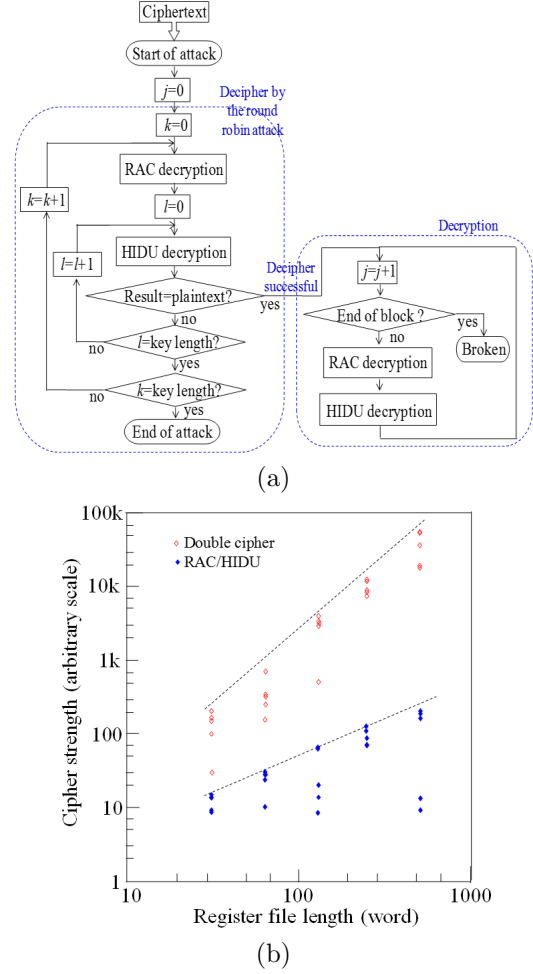 Ciphertext
Start of attack
j=0
Decipher by
the round
robin attack
k=0
RAC decryption
k=k+1
l=0
l=l+1
HIDU decryption
Decipher
successful
Result=plaintext?
yes
no
l=key length?
no
yes
k=key length?
no
yes
End of attack
Decryption
j=j+1
End of block ?
yes
no
Broken
RAC decryption
HIDU decryption
(a)
100k
10k
1k
100
10
1
Cipher strength (arbitrary scale)
Double cipher
RAC/HIDU
10
100
1000
Register file length (word)
(b)